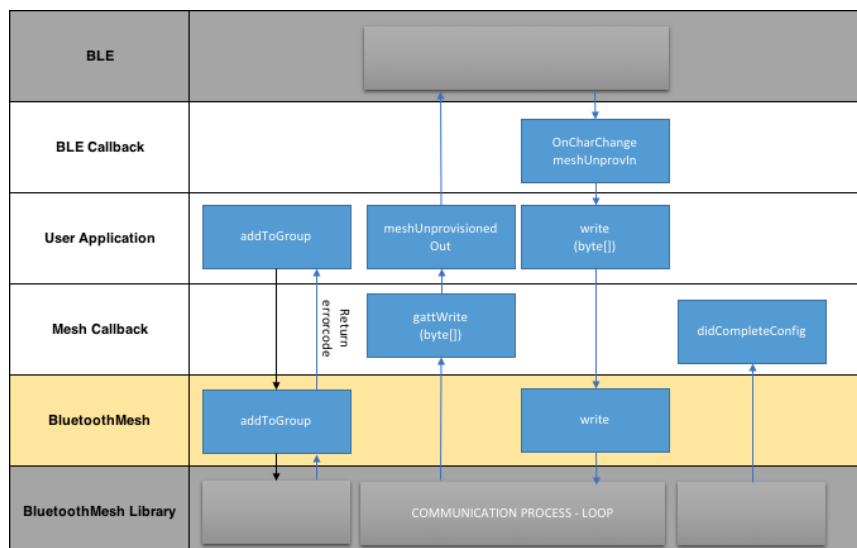 BLE
BLE Callback
OnCharChange
meshUnprovIn
User Application
addToGroup
meshUnprovisioned
Out
write
(byte[])
Mesh Callback
Return
errorcode
gattWrite
(byte[])
didCompleteConfig
BluetoothMesh
addToGroup
write
BluetoothMesh Library
COMMUNICATION PROCESS - LOOP